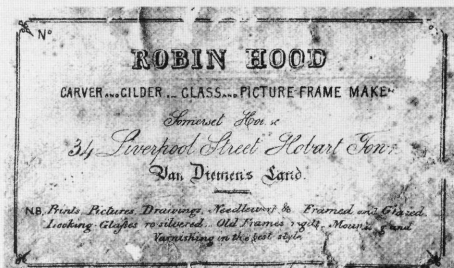 No
ROBIN HOOD
CARVER AND GILDER GLASS AND PICTURE FRAME MAKER
Somerset House
34 Liverpool Street Hobart Town
Van Diemen's Land.
NB. Prints, Pictures, Drawings, Needlework &c Framed and Glazed
Looking Glasses resilvered. Old Frames regilt, Mounting and
Varnishing in the best style